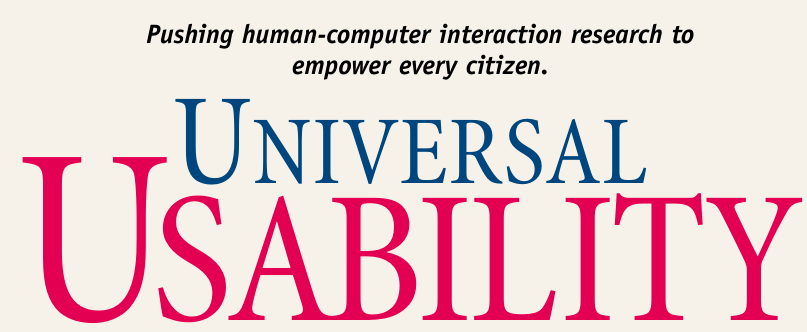 Pushing human-computer interaction research to
empower every citizen.
UNIVERSAL
USABILITY